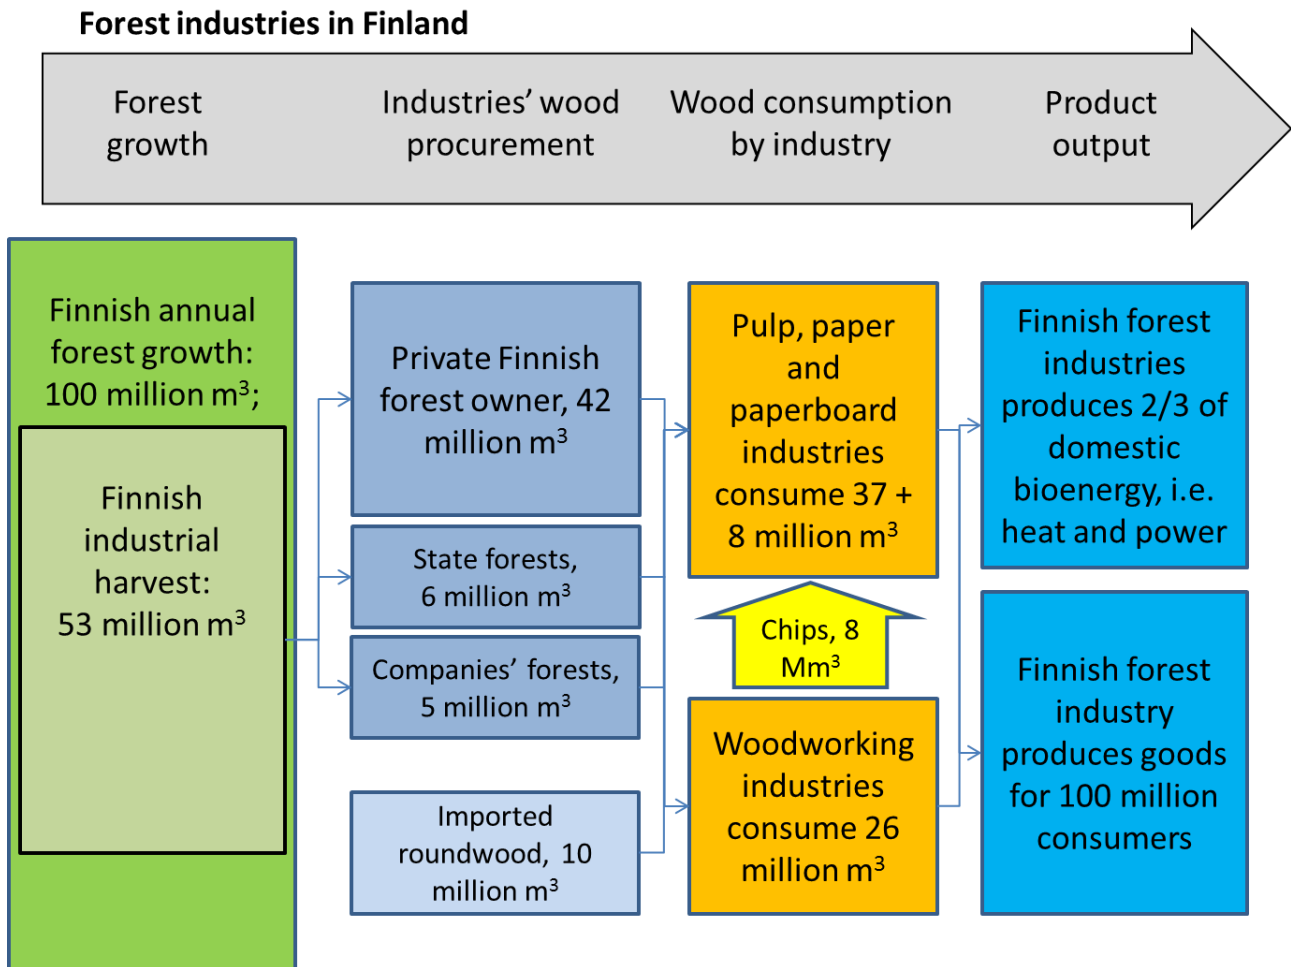 Forest industries in Finland
Forest
growth
Industries’ wood
procurement
Wood consumption
by industry
Product
output
Finnish annual
forest growth:
100 million m³;
Finnish
industrial
harvest:
53 million m³
Private Finnish
forest owner, 42
million m³
State forests,
6 million m³
Companies’ forests,
5 million m³
Imported
roundwood, 10
million m³
Pulp, paper
and
paperboard
industries
consume 37 +
8 million m³
Chips, 8
Mm³
Woodworking
industries
consume 26
million m³
Finnish forest
industries
produces 2/3 of
domestic
bioenergy, i.e.
heat and power
Finnish forest
industry
produces goods
for 100 million
consumers